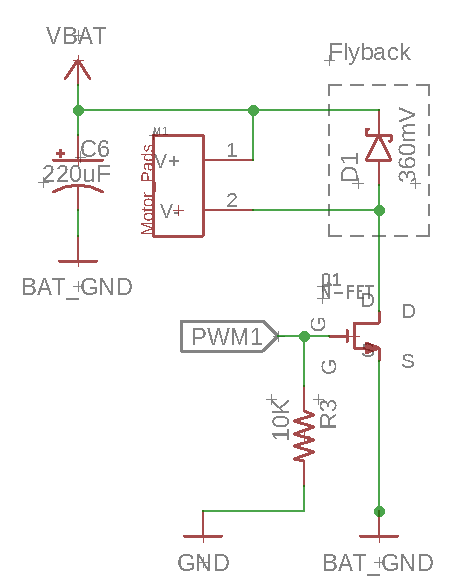 VBAT
Flyback
C6
220uF
M1
Motor_Pads
V+
V+
1
2
D1
360mV
BAT_GND
Q1
N-FET
D
D
G
PWM1
G
S
S
10K
R3
GND
BAT_GND